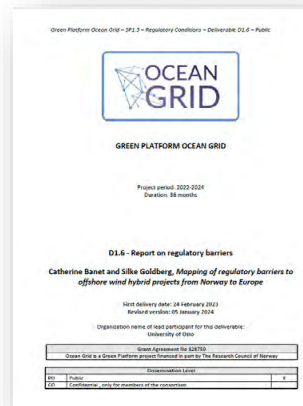 Green Platform Ocean Grid – SP1.3 – Regulatory Conditions – Deliverable D1.6 – Public
OCEAN
GRID
GREEN PLATFORM OCEAN GRID
Project period: 2022-2024
Duration: 36 months
D1.6 - Report on regulatory barriers
Catherine Banet and Silke Goldberg, Mapping of regulatory barriers to
offshore wind hybrid projects from Norway to Europe
First delivery date: 28 February 2023
Revised version: 05 January 2024
Organization name of lead participant for this deliverable:
University of Oslo
Grant Agreement file 328750
Ocean Grid is a Green Platform project financed in part by The Research Council of Norway
Dissemination Level
PU Public X
CO Confidential , only for members of the consortium